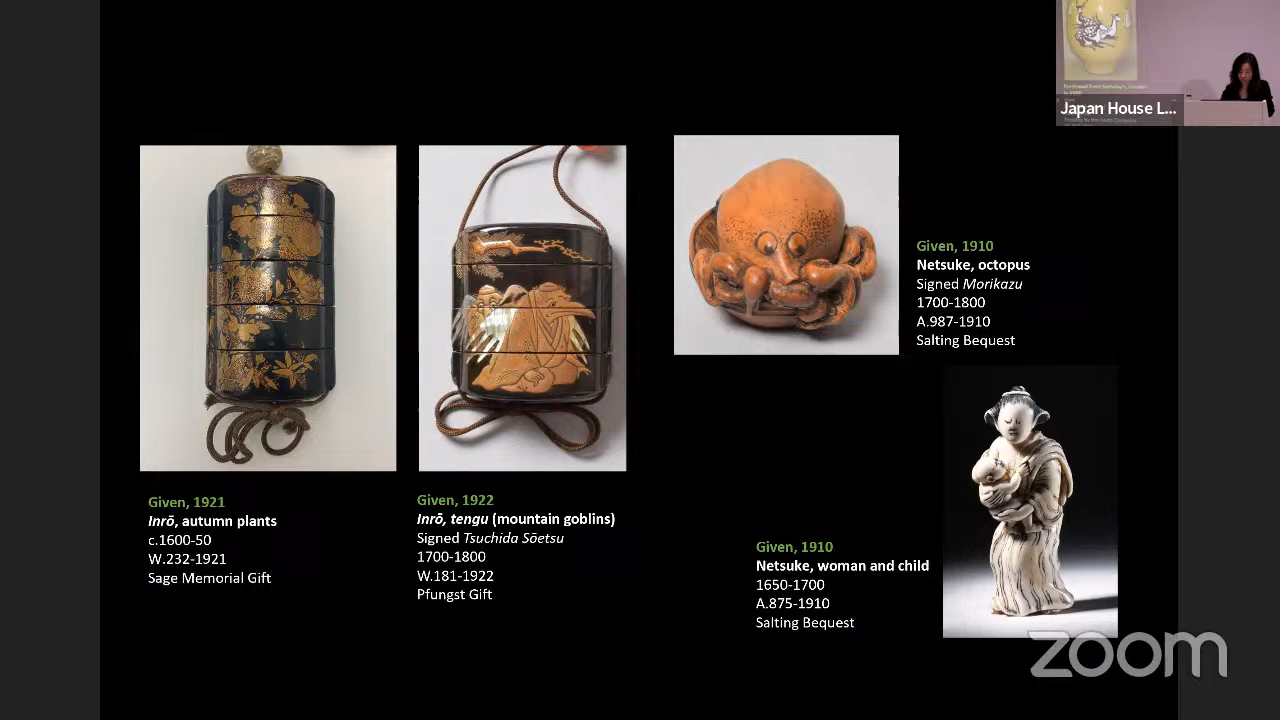 Japan House L...
Given, 1910
Netsuke, octopus
Signed Morikazu
1700-1800
A.987-1910
Salting Bequest
Given, 1921
Inrō, autumn plants
c.1600-50
W.232-1921
Sage Memorial Gift
Given, 1922
Inrō, tengu (mountain goblins)
Signed Tsuchida Sōetsu
1700-1800
W.181-1922
Pfungst Gift
Given, 1910
Netsuke, woman and child
1650-1700
A.875-1910
Salting Bequest
zoom